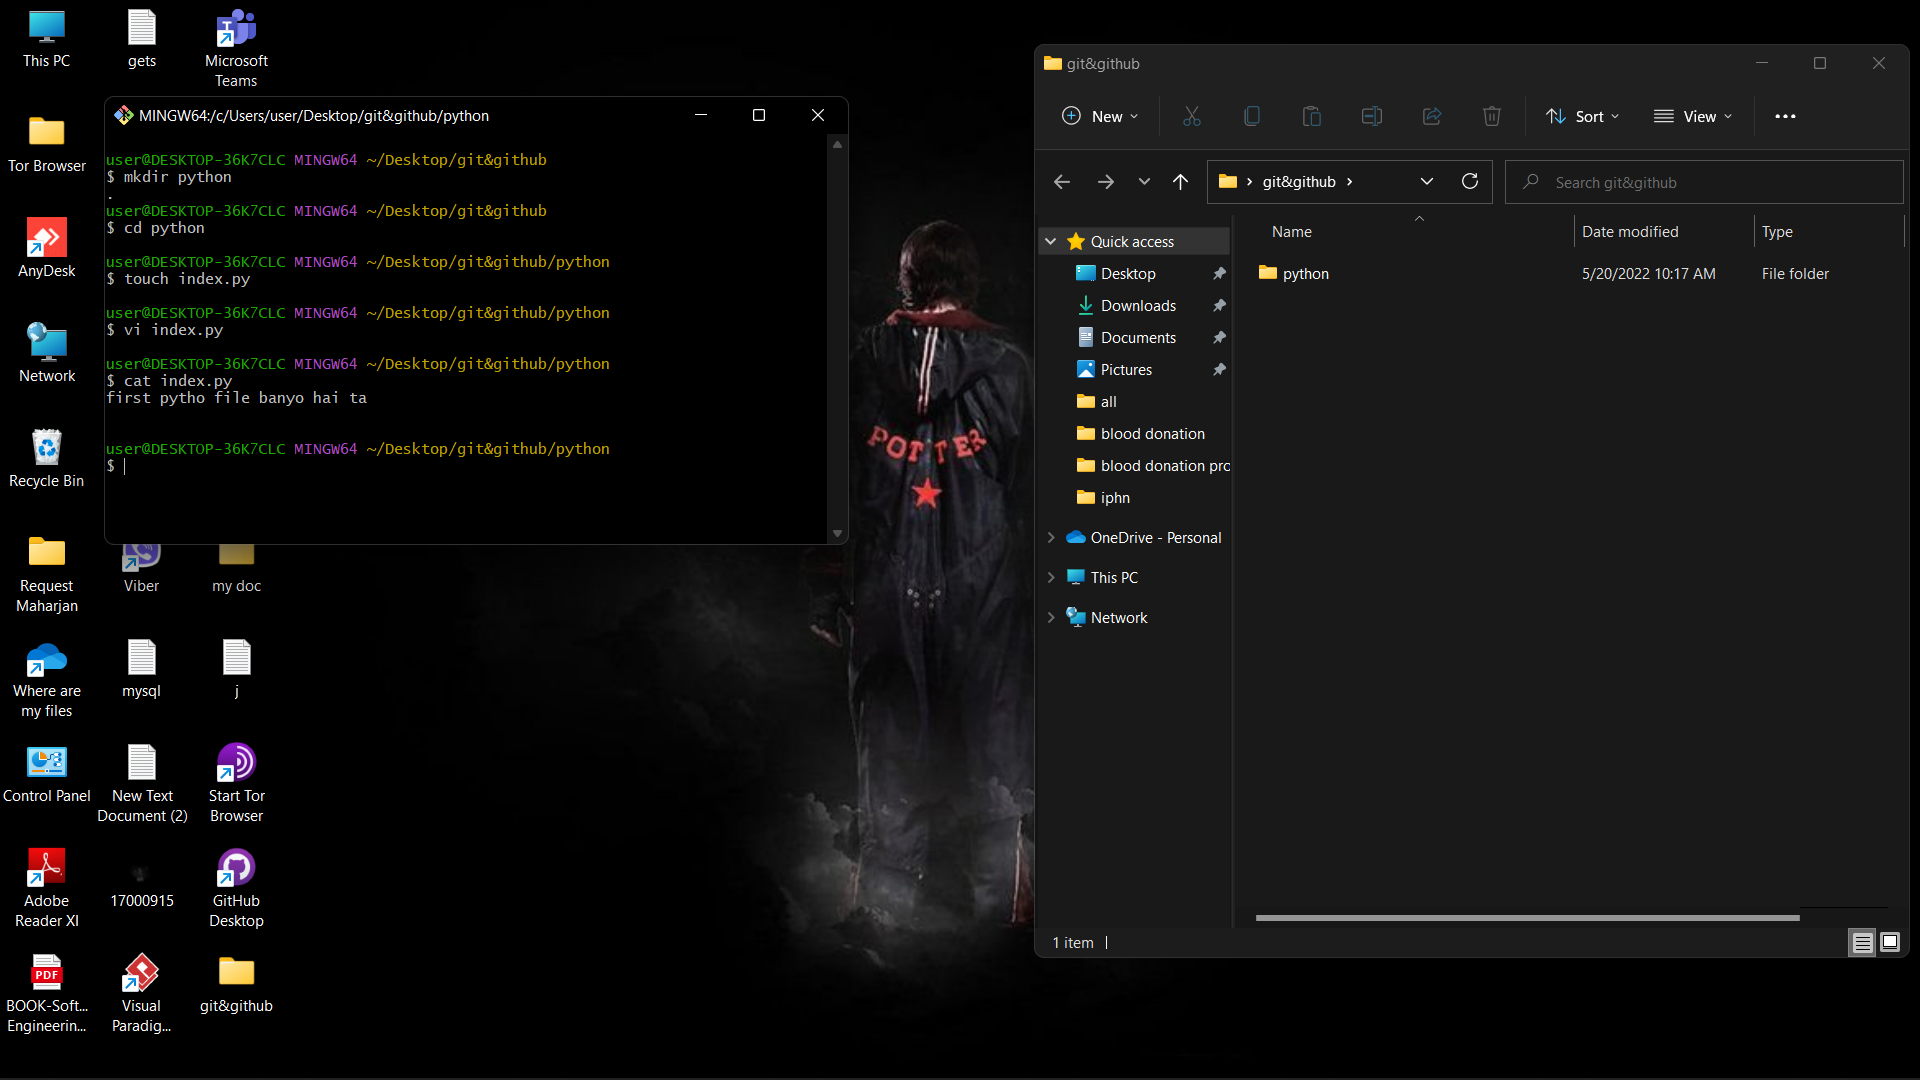 This PC
gets
Microsoft
Teams
Tor Browser
AnyDesk
Network
Recycle Bin
Request
Maharjan
Viber
my doc
Where are
my files
mysql
j
Control Panel
New Text
Document (2)
Start Tor
Browser
Adobe
Reader XI
17000915
GitHub
Desktop
PDF
BOOK-Soft...
Engineerin...
Visual
Paradig...
git&github
MINGW64:/c/Users/user/Desktop/git&github/python
user@DESKTOP-36K7CLC MINGW64 ~/Desktop/git&github
$ mkdir python
.
user@DESKTOP-36K7CLC MINGW64 ~/Desktop/git&github
$ cd python
user@DESKTOP-36K7CLC MINGW64 ~/Desktop/git&github/python
$ touch index.py
user@DESKTOP-36K7CLC MINGW64 ~/Desktop/git&github/python
$ vi index.py
user@DESKTOP-36K7CLC MINGW64 ~/Desktop/git&github/python
$ cat index.py
first pytho file banyo hai ta
user@DESKTOP-36K7CLC MINGW64 ~/Desktop/git&github/python
$
POTTER
git&github
New
Sort
View
git&github
Search git&github
Name Date modified Type
python 5/20/2022 10:17 AM File folder
Quick access
Desktop
Downloads
Documents
Pictures
all
blood donation
blood donation pro
iphn
OneDrive - Personal
This PC
Network
1 item